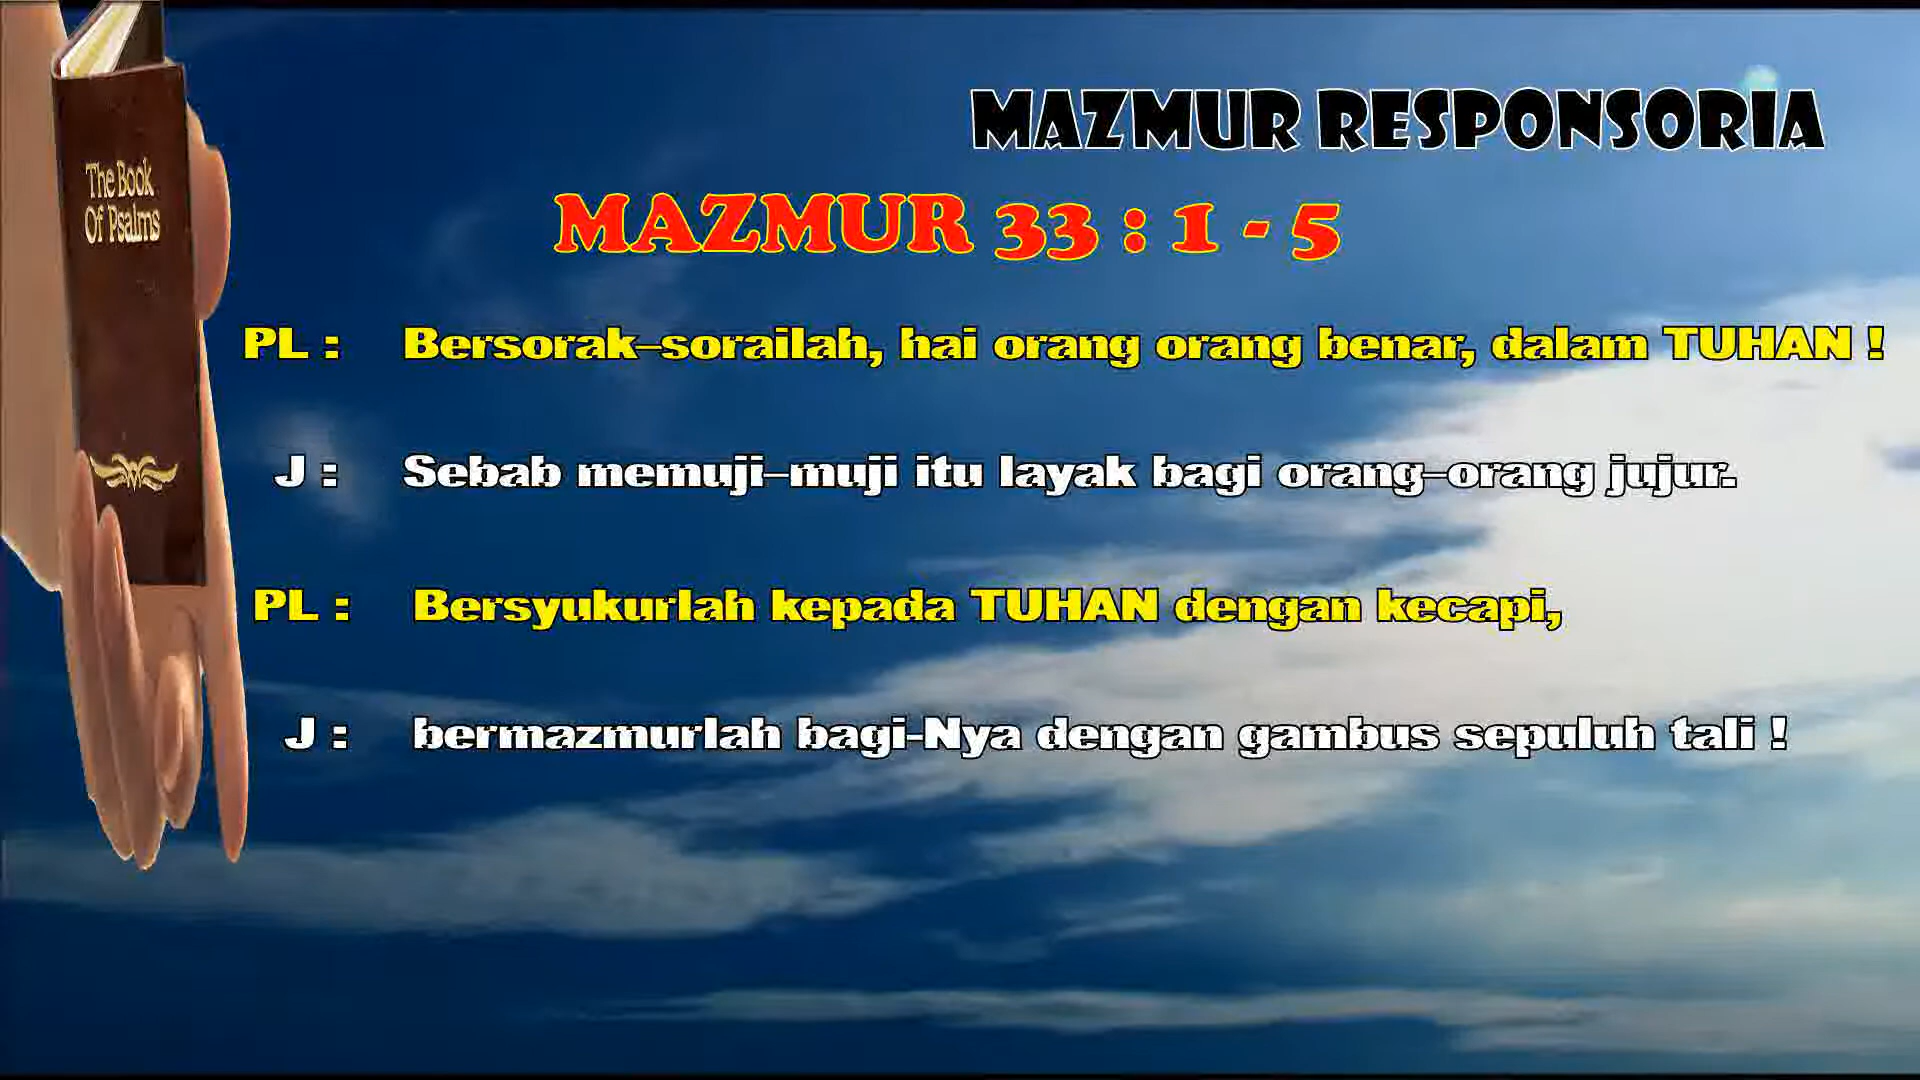 The Book
Of Psalms
MAZMUR RESPONSORIA
MAZMUR 33 : 1 - 5
PL : Bersorak–sorailah, hai orang orang benar, dalam TUHAN !
J : Sebab memuji–muji itu layak bagi orang–orang jujur.
PL : Bersyukurlah kepada TUHAN dengan kecapi,
J : bermazmurlah bagi-Nya dengan gambus sepuluh tali !